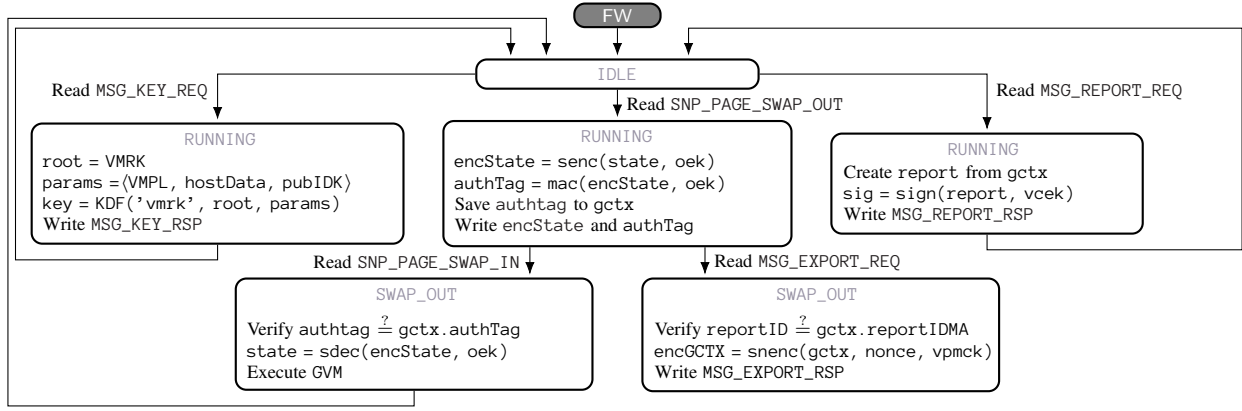 FW
IDLE
Read MSG_KEY_REQ
Read SNP_PAGE_SWAP_OUT
Read MSG_REPORT_REQ
RUNNING
root = VMRK
params =⟨VMPL, hostData, pubIDK⟩
key = KDF('vmrk', root, params)
Write MSG_KEY_RSP
RUNNING
encState = senc(state, oek)
authTag = mac(encState, oek)
Save authtag to gctx
Write encState and authTag
RUNNING
Create report from gctx
sig = sign(report, vcek)
Write MSG_REPORT_RSP
Read SNP_PAGE_SWAP_IN
Read MSG_EXPORT_REQ
SWAP_OUT
Verify authtag ≟ gctx.authTag
state = sdec(encState, oek)
Execute GVM
SWAP_OUT
Verify reportID ≟ gctx.reportIDMA
encGCTX = snenc(gctx, nonce, vpmck)
Write MSG_EXPORT_RSP